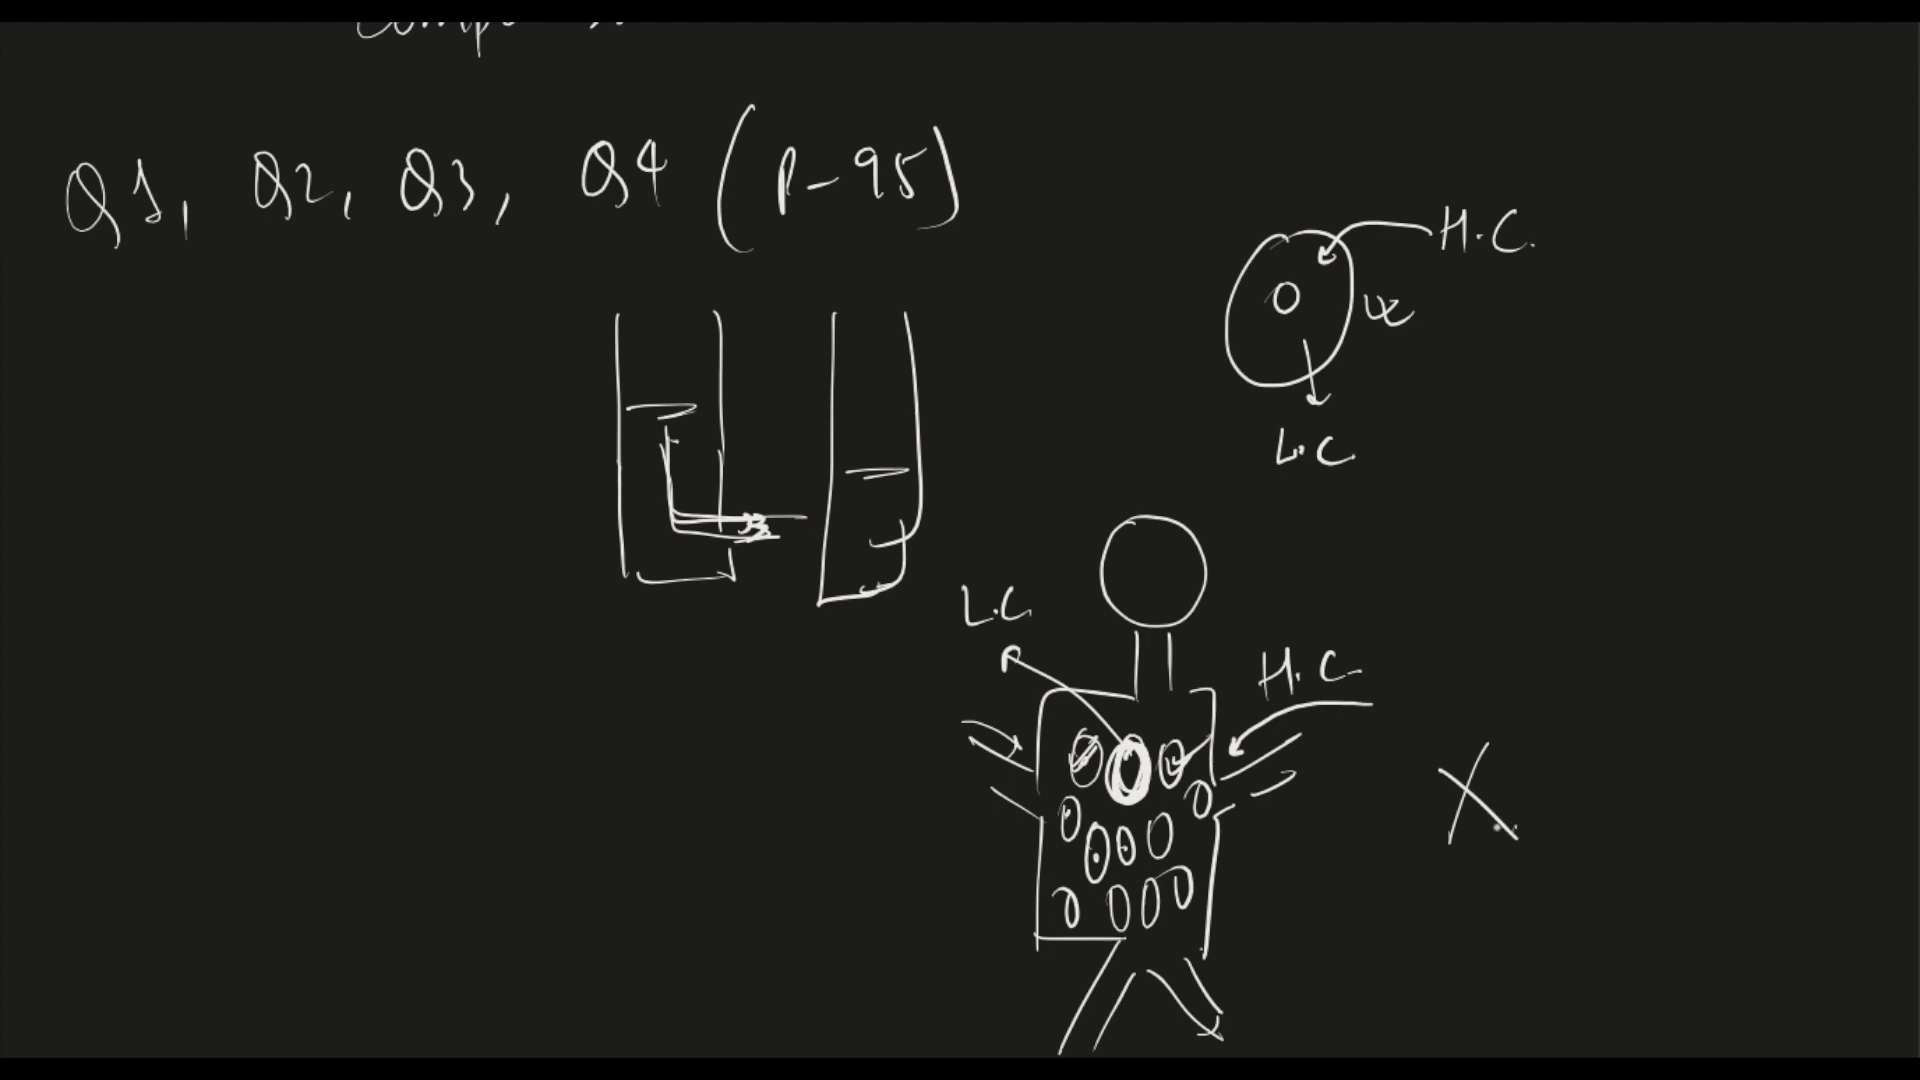 Q1, Q2, Q3, Q4 (P-95)
H.C.
L.C.
L.C.
H.C.